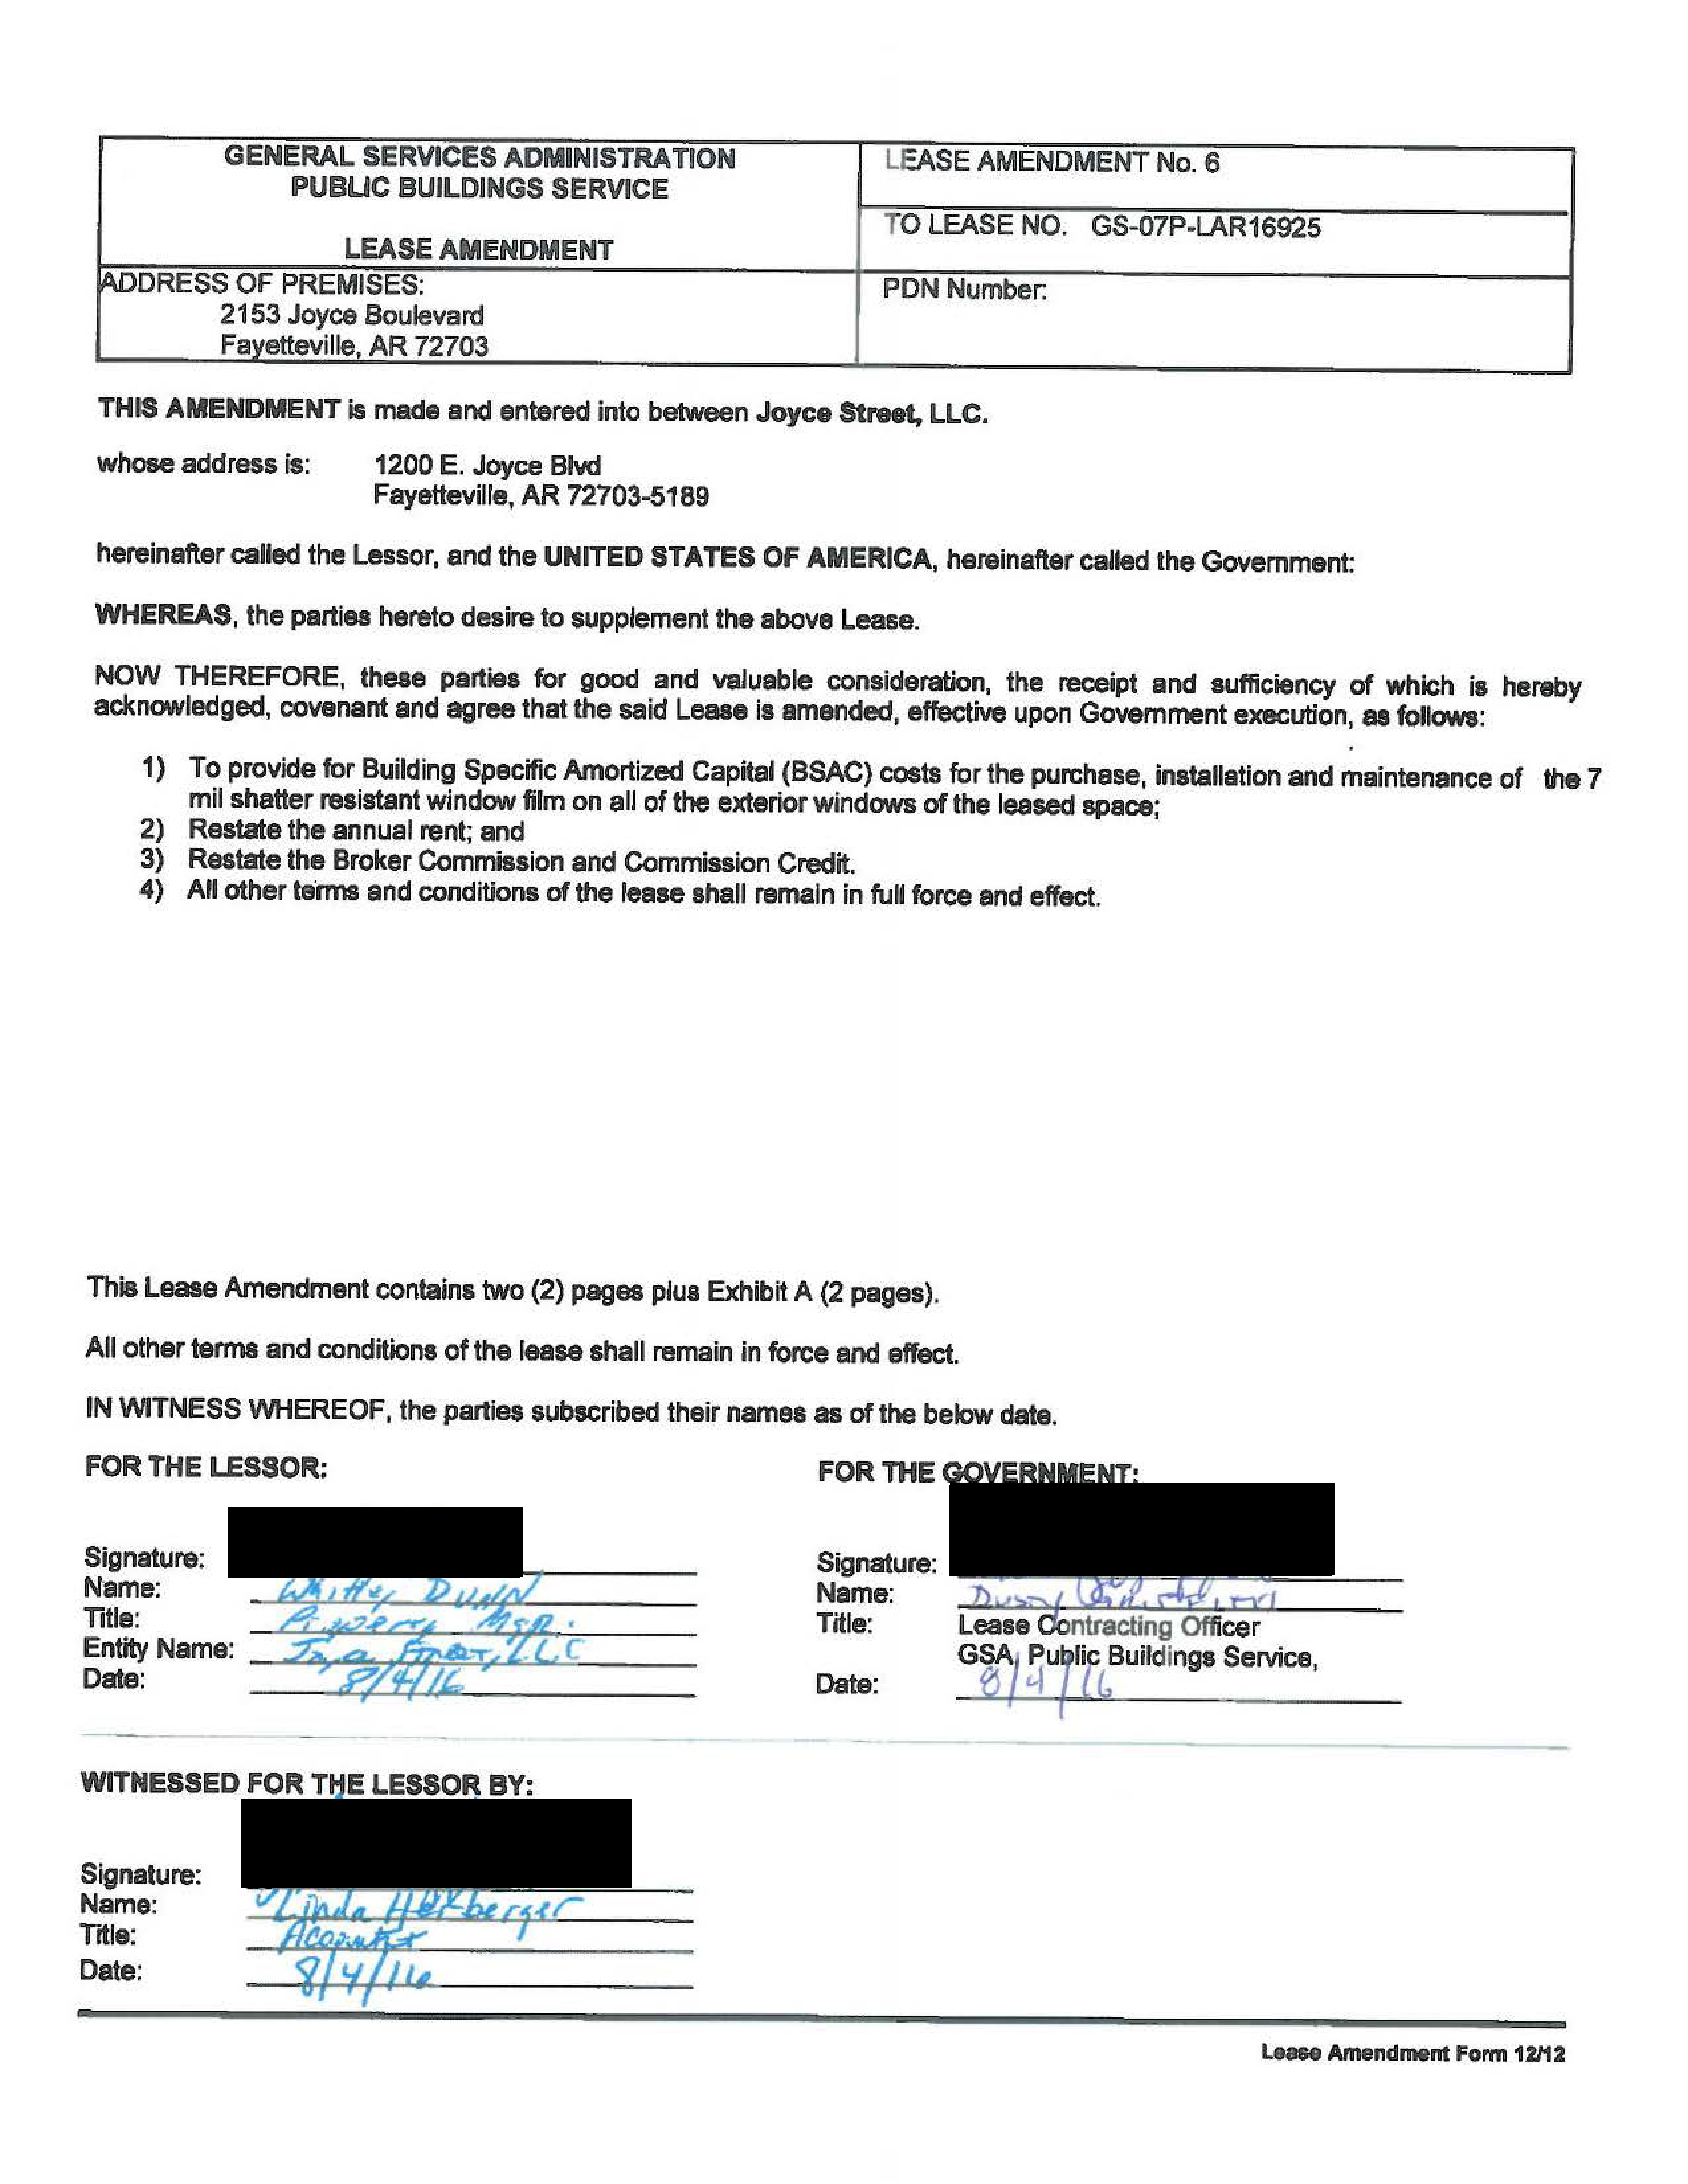 GENERAL SERVICES ADMINISTRATION
PUBLIC BUILDINGS SERVICE
LEASE AMENDMENT
LEASE AMENDMENT No. 6
TO LEASE NO. GS-07P-LAR16925
ADDRESS OF PREMISES:
2153 Joyce Boulevard
Fayetteville, AR 72703
PDN Number:
THIS AMENDMENT is made and entered into between Joyce Street, LLC.
whose address is: 1200 E. Joyce Blvd
Fayetteville, AR 72703-5189
hereinafter called the Lessor, and the UNITED STATES OF AMERICA, hereinafter called the Government:
WHEREAS, the parties hereto desire to supplement the above Lease.
NOW THEREFORE, these parties for good and valuable consideration, the receipt and sufficiency of which is hereby
acknowledged, covenant and agree that the said Lease is amended, effective upon Government execution, as follows:
1) To provide for Building Specific Amortized Capital (BSAC) costs for the purchase, installation and maintenance of the 7
mil shatter resistant window film on all of the exterior windows of the leased space;
2) Restate the annual rent; and
3) Restate the Broker Commission and Commission Credit.
4) All other terms and conditions of the lease shall remain in full force and effect.
This Lease Amendment contains two (2) pages plus Exhibit A (2 pages).
All other terms and conditions of the lease shall remain in force and effect.
IN WITNESS WHEREOF, the parties subscribed their names as of the below date.
FOR THE LESSOR:
Signature:
Name: Dunn
Title: Property Mgr.
Entity Name: LLC
Date: 8/4/16
FOR THE GOVERNMENT:
Signature:
Name:
Title: Lease Contracting Officer
GSA, Public Buildings Service,
Date: 8/4/16
WITNESSED FOR THE LESSOR BY:
Signature:
Name: Linda
Title:
Date: 8/4/16
Lease Amendment Form 12/12